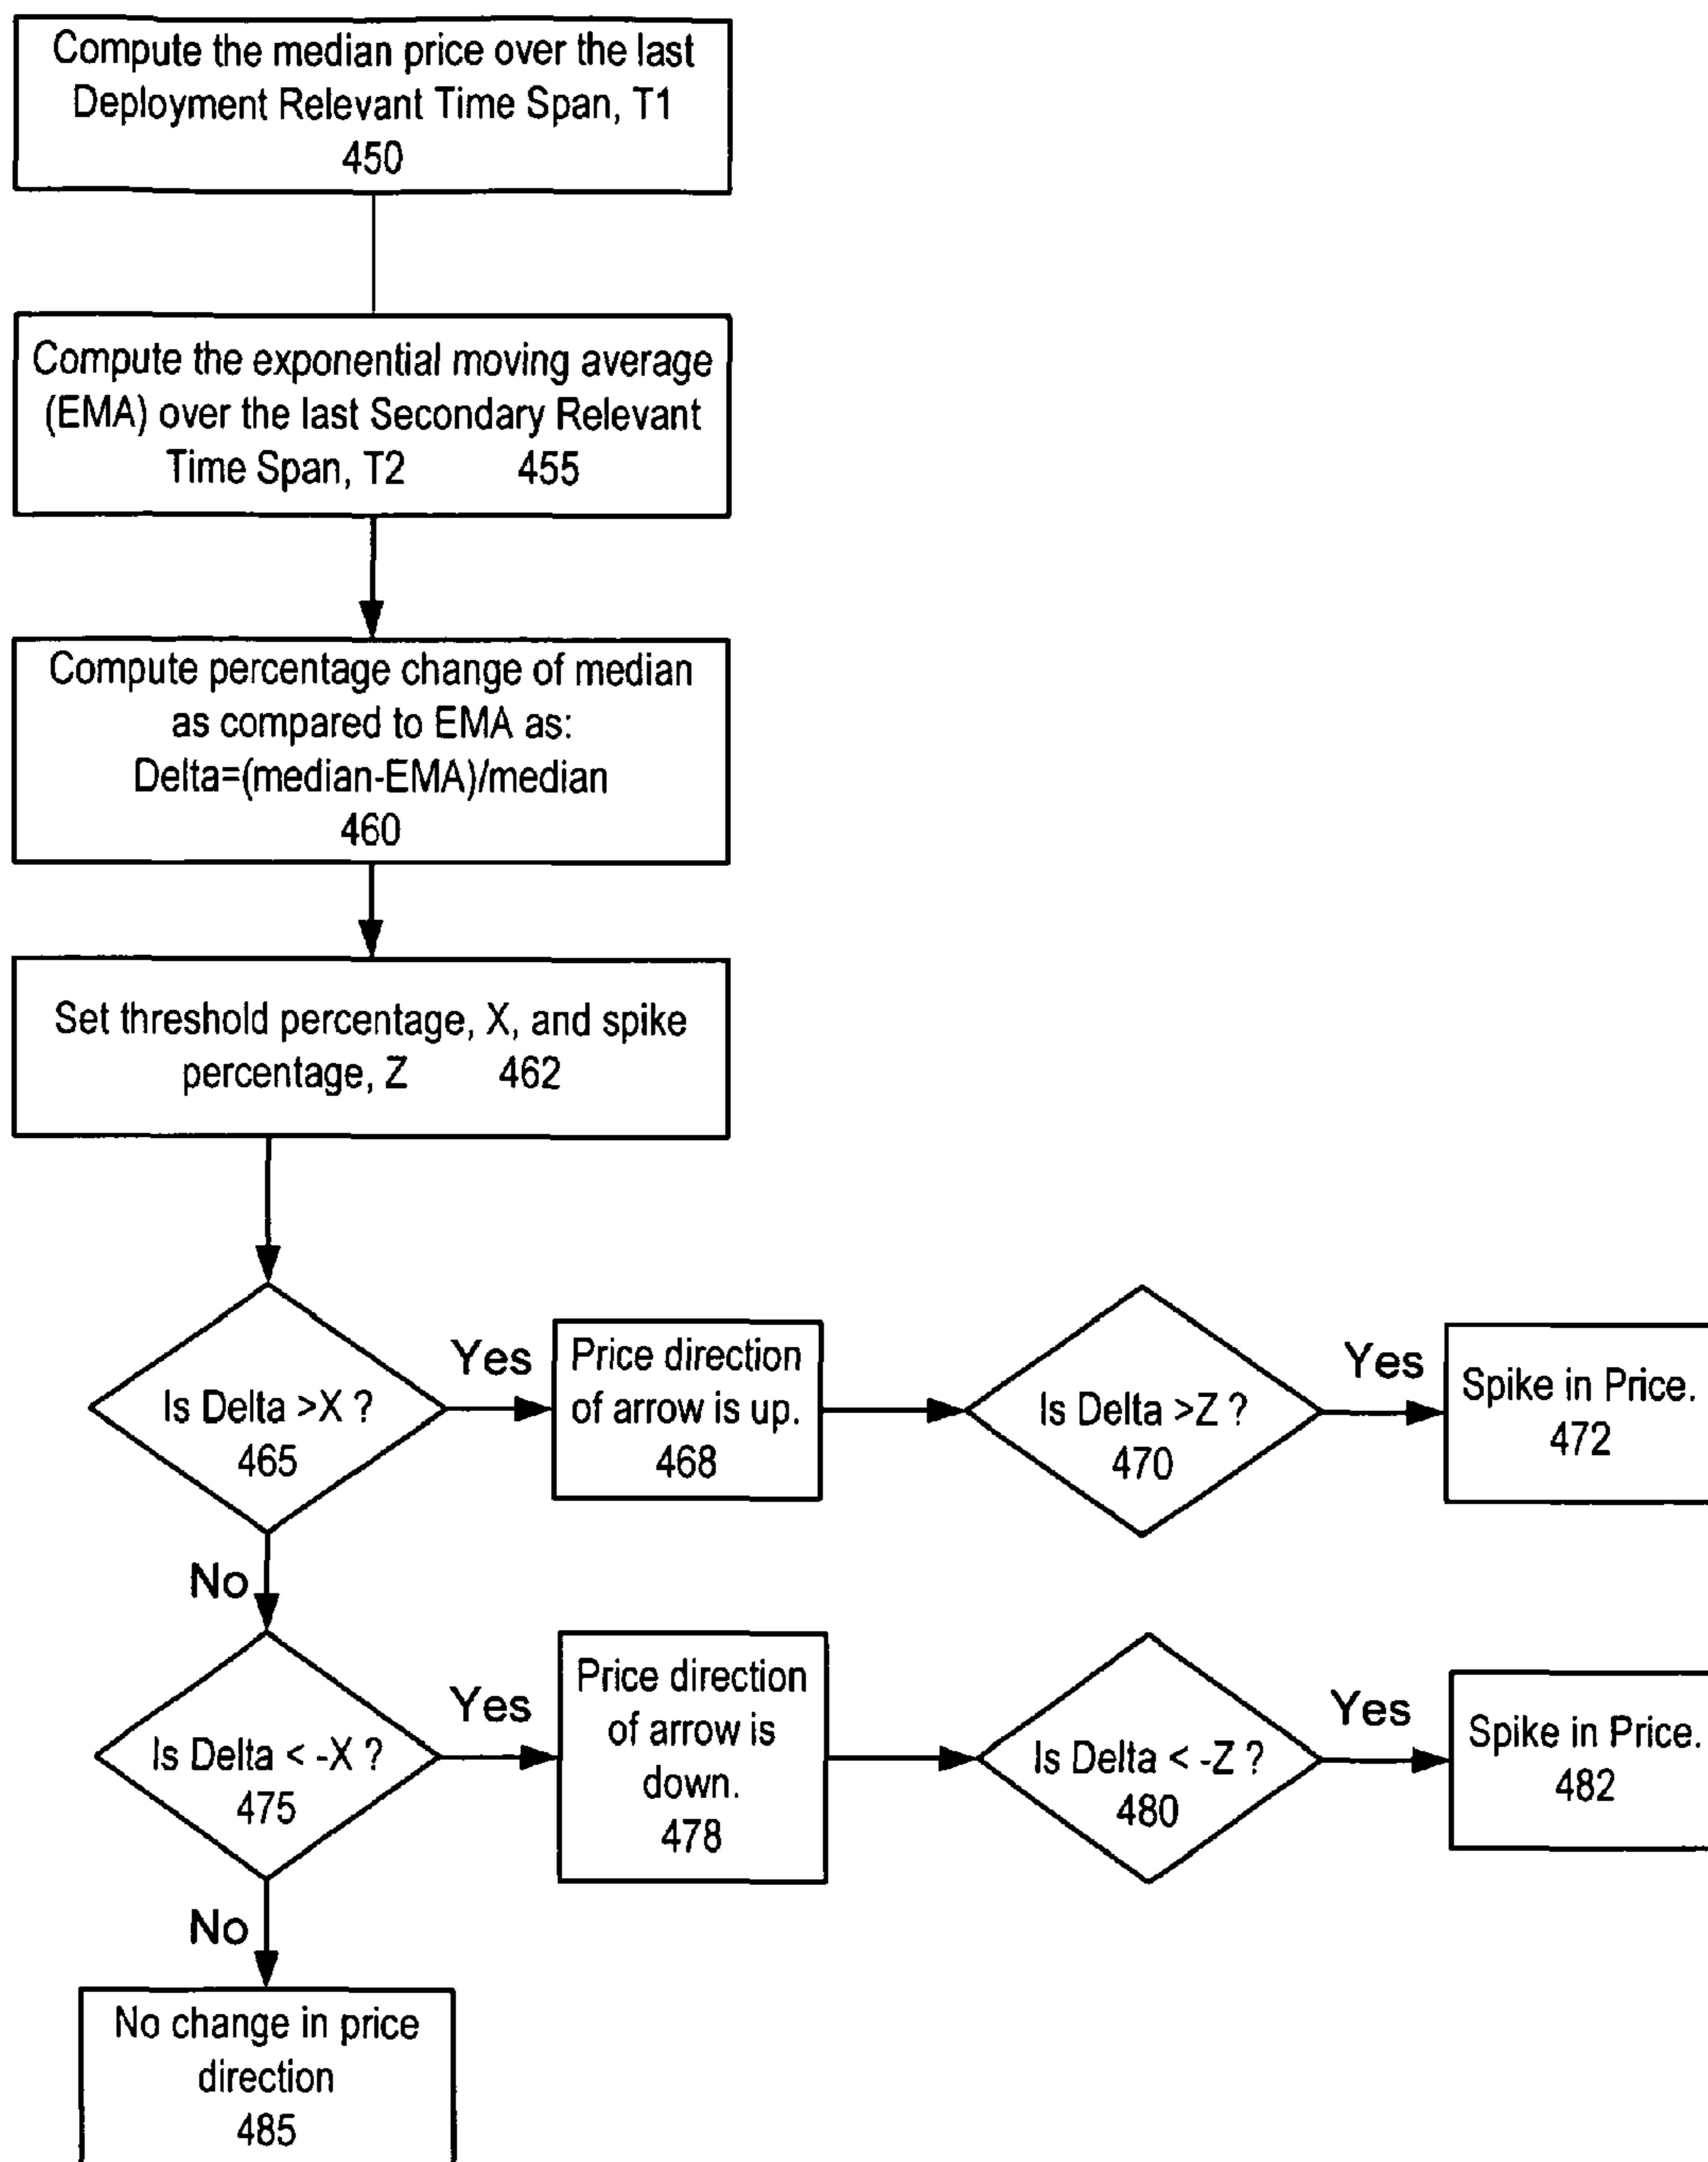 Compute the median price over the last
Deployment Relevant Time Span, T1
450
Compute the exponential moving average
(EMA) over the last Secondary Relevant
Time Span, T2 455
Compute percentage change of median
as compared to EMA as:
Delta=(median-EMA)/median
460
Set threshold percentage, X, and spike
percentage, Z 462
Is Delta >X ?
465
Yes
Price direction
of arrow is up.
468
Is Delta >Z ?
470
Yes
Spike in Price.
472
No
Is Delta < -X ?
475
Yes
Price direction
of arrow is
down.
478
Is Delta < -Z ?
480
Yes
Spike in Price.
482
No
No change in price
direction
485